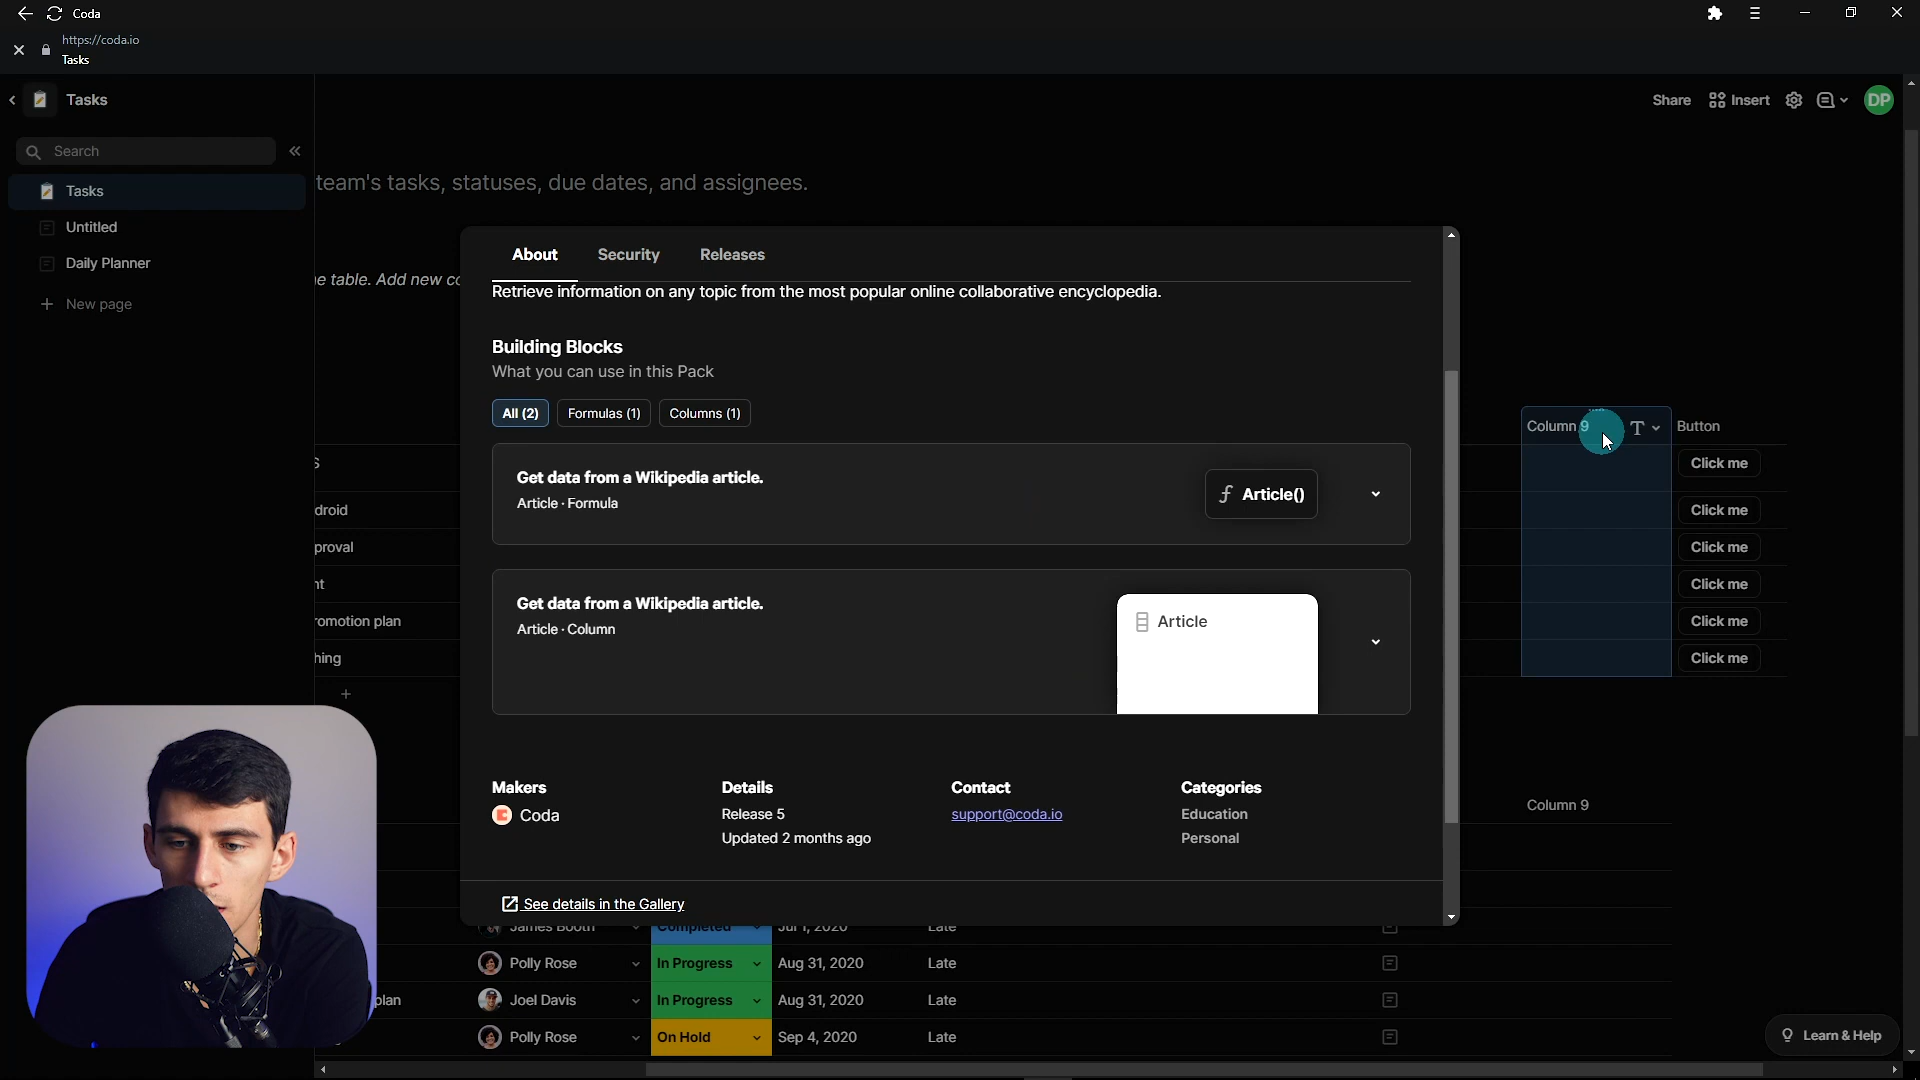 Coda
https://coda.io
Tasks
Tasks
Share
Insert
DP
Search
Tasks
Untitled
Daily Planner
New page
team's tasks, statuses, due dates, and assignees.
e table. Add new
About
Security
Releases
Retrieve information on any topic from the most popular online collaborative encyclopedia.
Building Blocks
What you can use in this Pack
All (2)
Formulas (1)
Columns (1)
Get data from a Wikipedia article.
Article · Formula
Article()
Get data from a Wikipedia article.
Article · Column
Article
Makers
Coda
Details
Release 5
Updated 2 months ago
Contact
support@coda.io
Categories
Education
Personal
See details in the Gallery
Column 9
T
Button
Click me
Click me
Click me
Click me
Click me
Click me
s
droid
proval
nt
romotion plan
hing
Column 9
James Booth
Completed
Jul 1, 2020
Late
Polly Rose
In Progress
Aug 31, 2020
Late
plan
Joel Davis
In Progress
Aug 31, 2020
Late
Polly Rose
On Hold
Sep 4, 2020
Late
Learn & Help